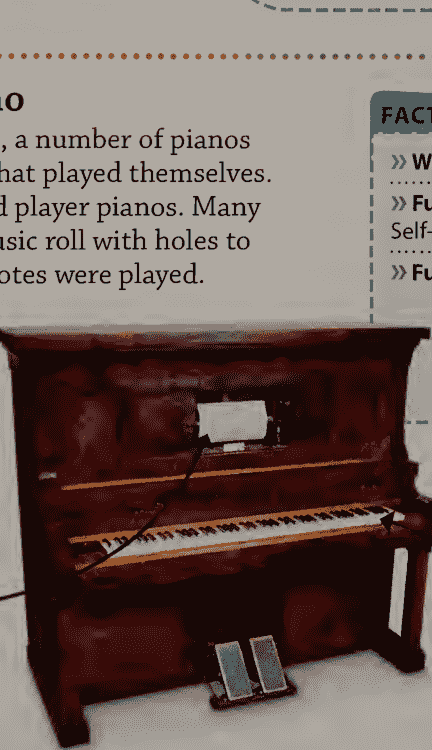 no
, a number of pianos
hat played themselves.
d player pianos. Many
usic roll with holes to
otes were played.
FACT
» W
» Fu
Self-
» Fu